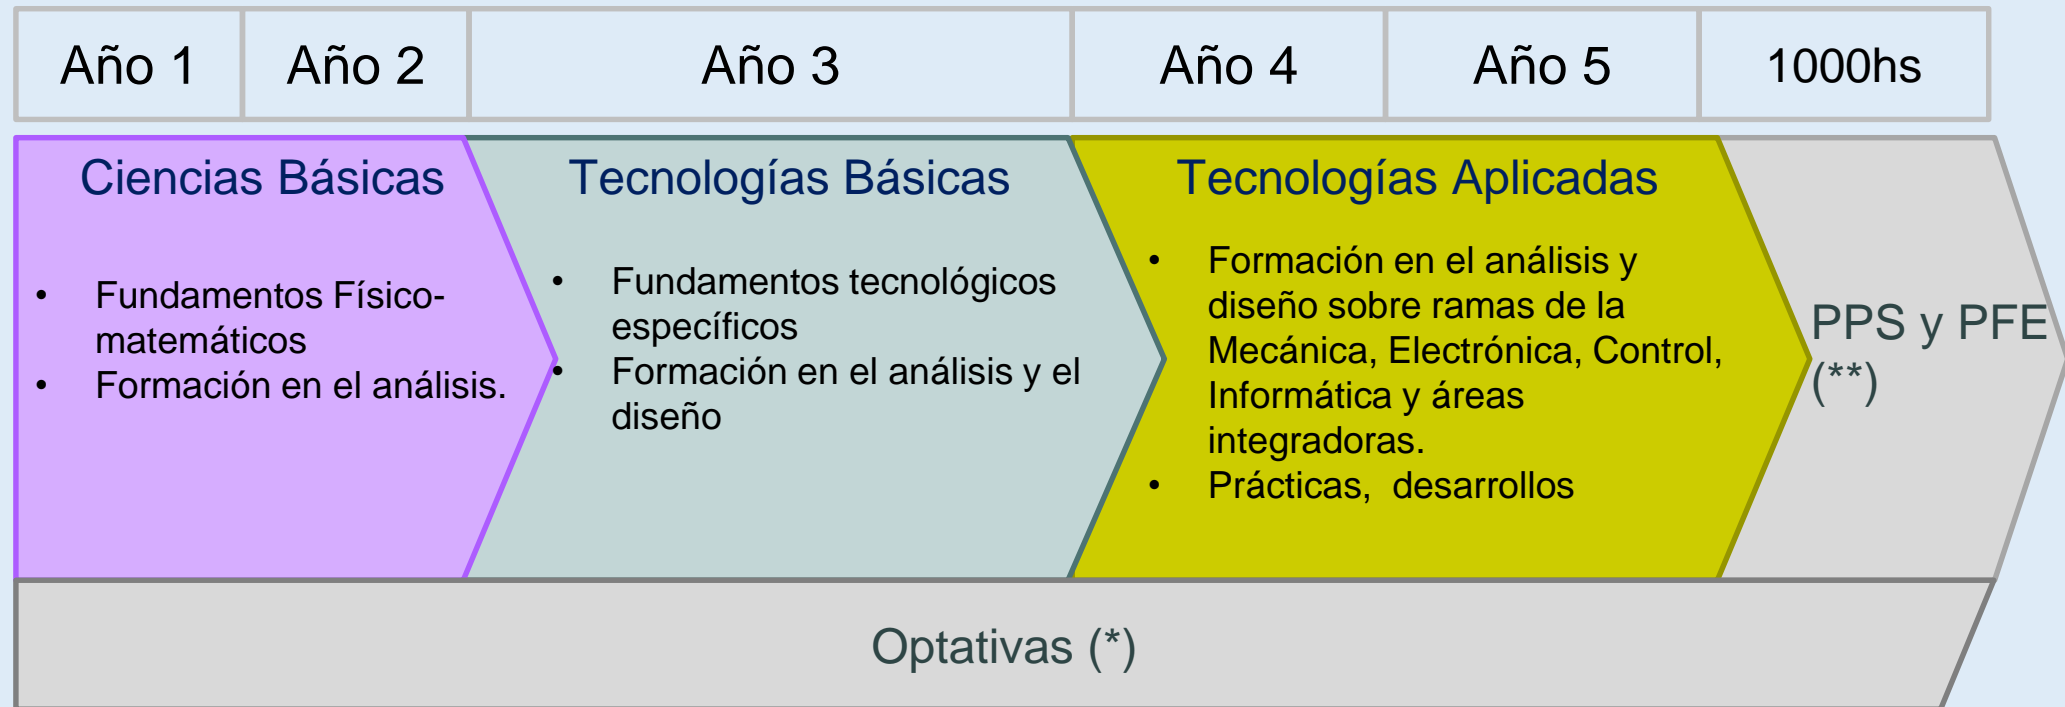 Año 1
Año 2
Año 3
Año 4
Año 5
1000hs
Ciencias Básicas
• Fundamentos Físico-
matemáticos
• Formación en el análisis.
Tecnologías Básicas
• Fundamentos tecnológicos
específicos
• Formación en el análisis y el
diseño
Tecnologías Aplicadas
• Formación en el análisis y
diseño sobre ramas de la
Mecánica, Electrónica, Control,
Informática y áreas
integradoras.
• Prácticas, desarrollos
PPS y PFE
(**)
Optativas (*)